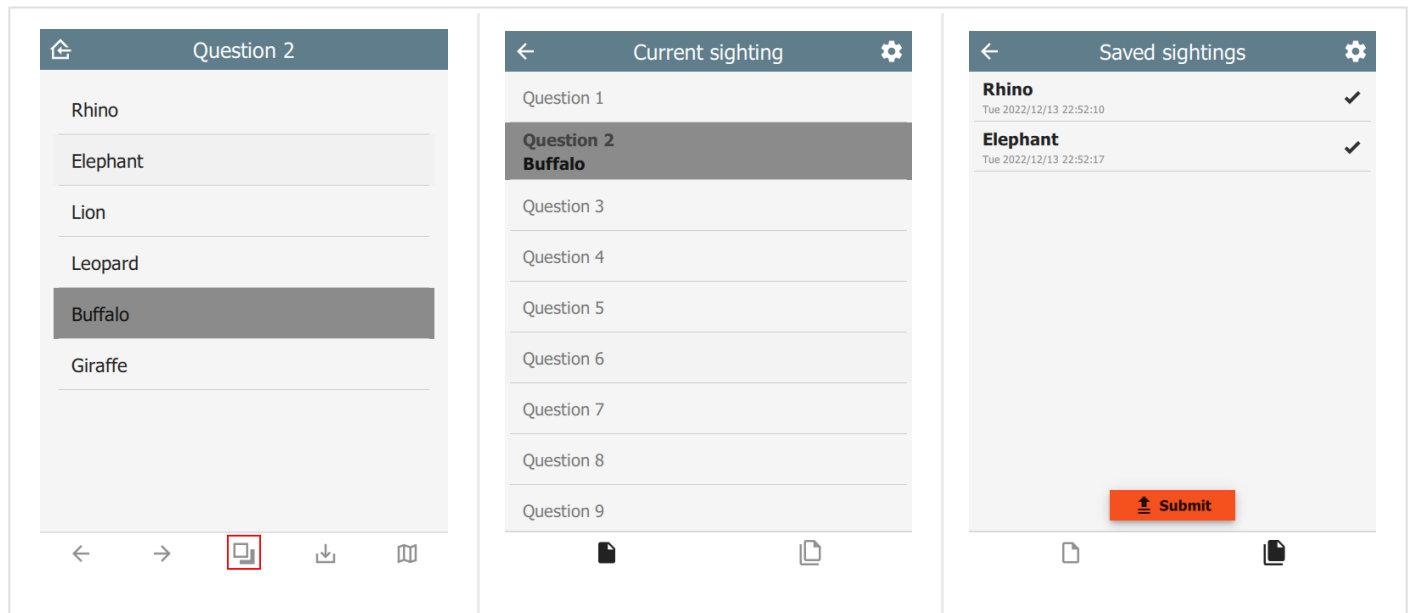 Question 2
Rhino
Elephant
Lion
Leopard
Buffalo
Giraffe
Current sighting
Question 1
Question 2
Buffalo
Question 3
Question 4
Question 5
Question 6
Question 7
Question 8
Question 9
Saved sightings
Rhino
Tue 2022/12/13 22:52:10
Elephant
Tue 2022/12/13 22:52:17
Submit